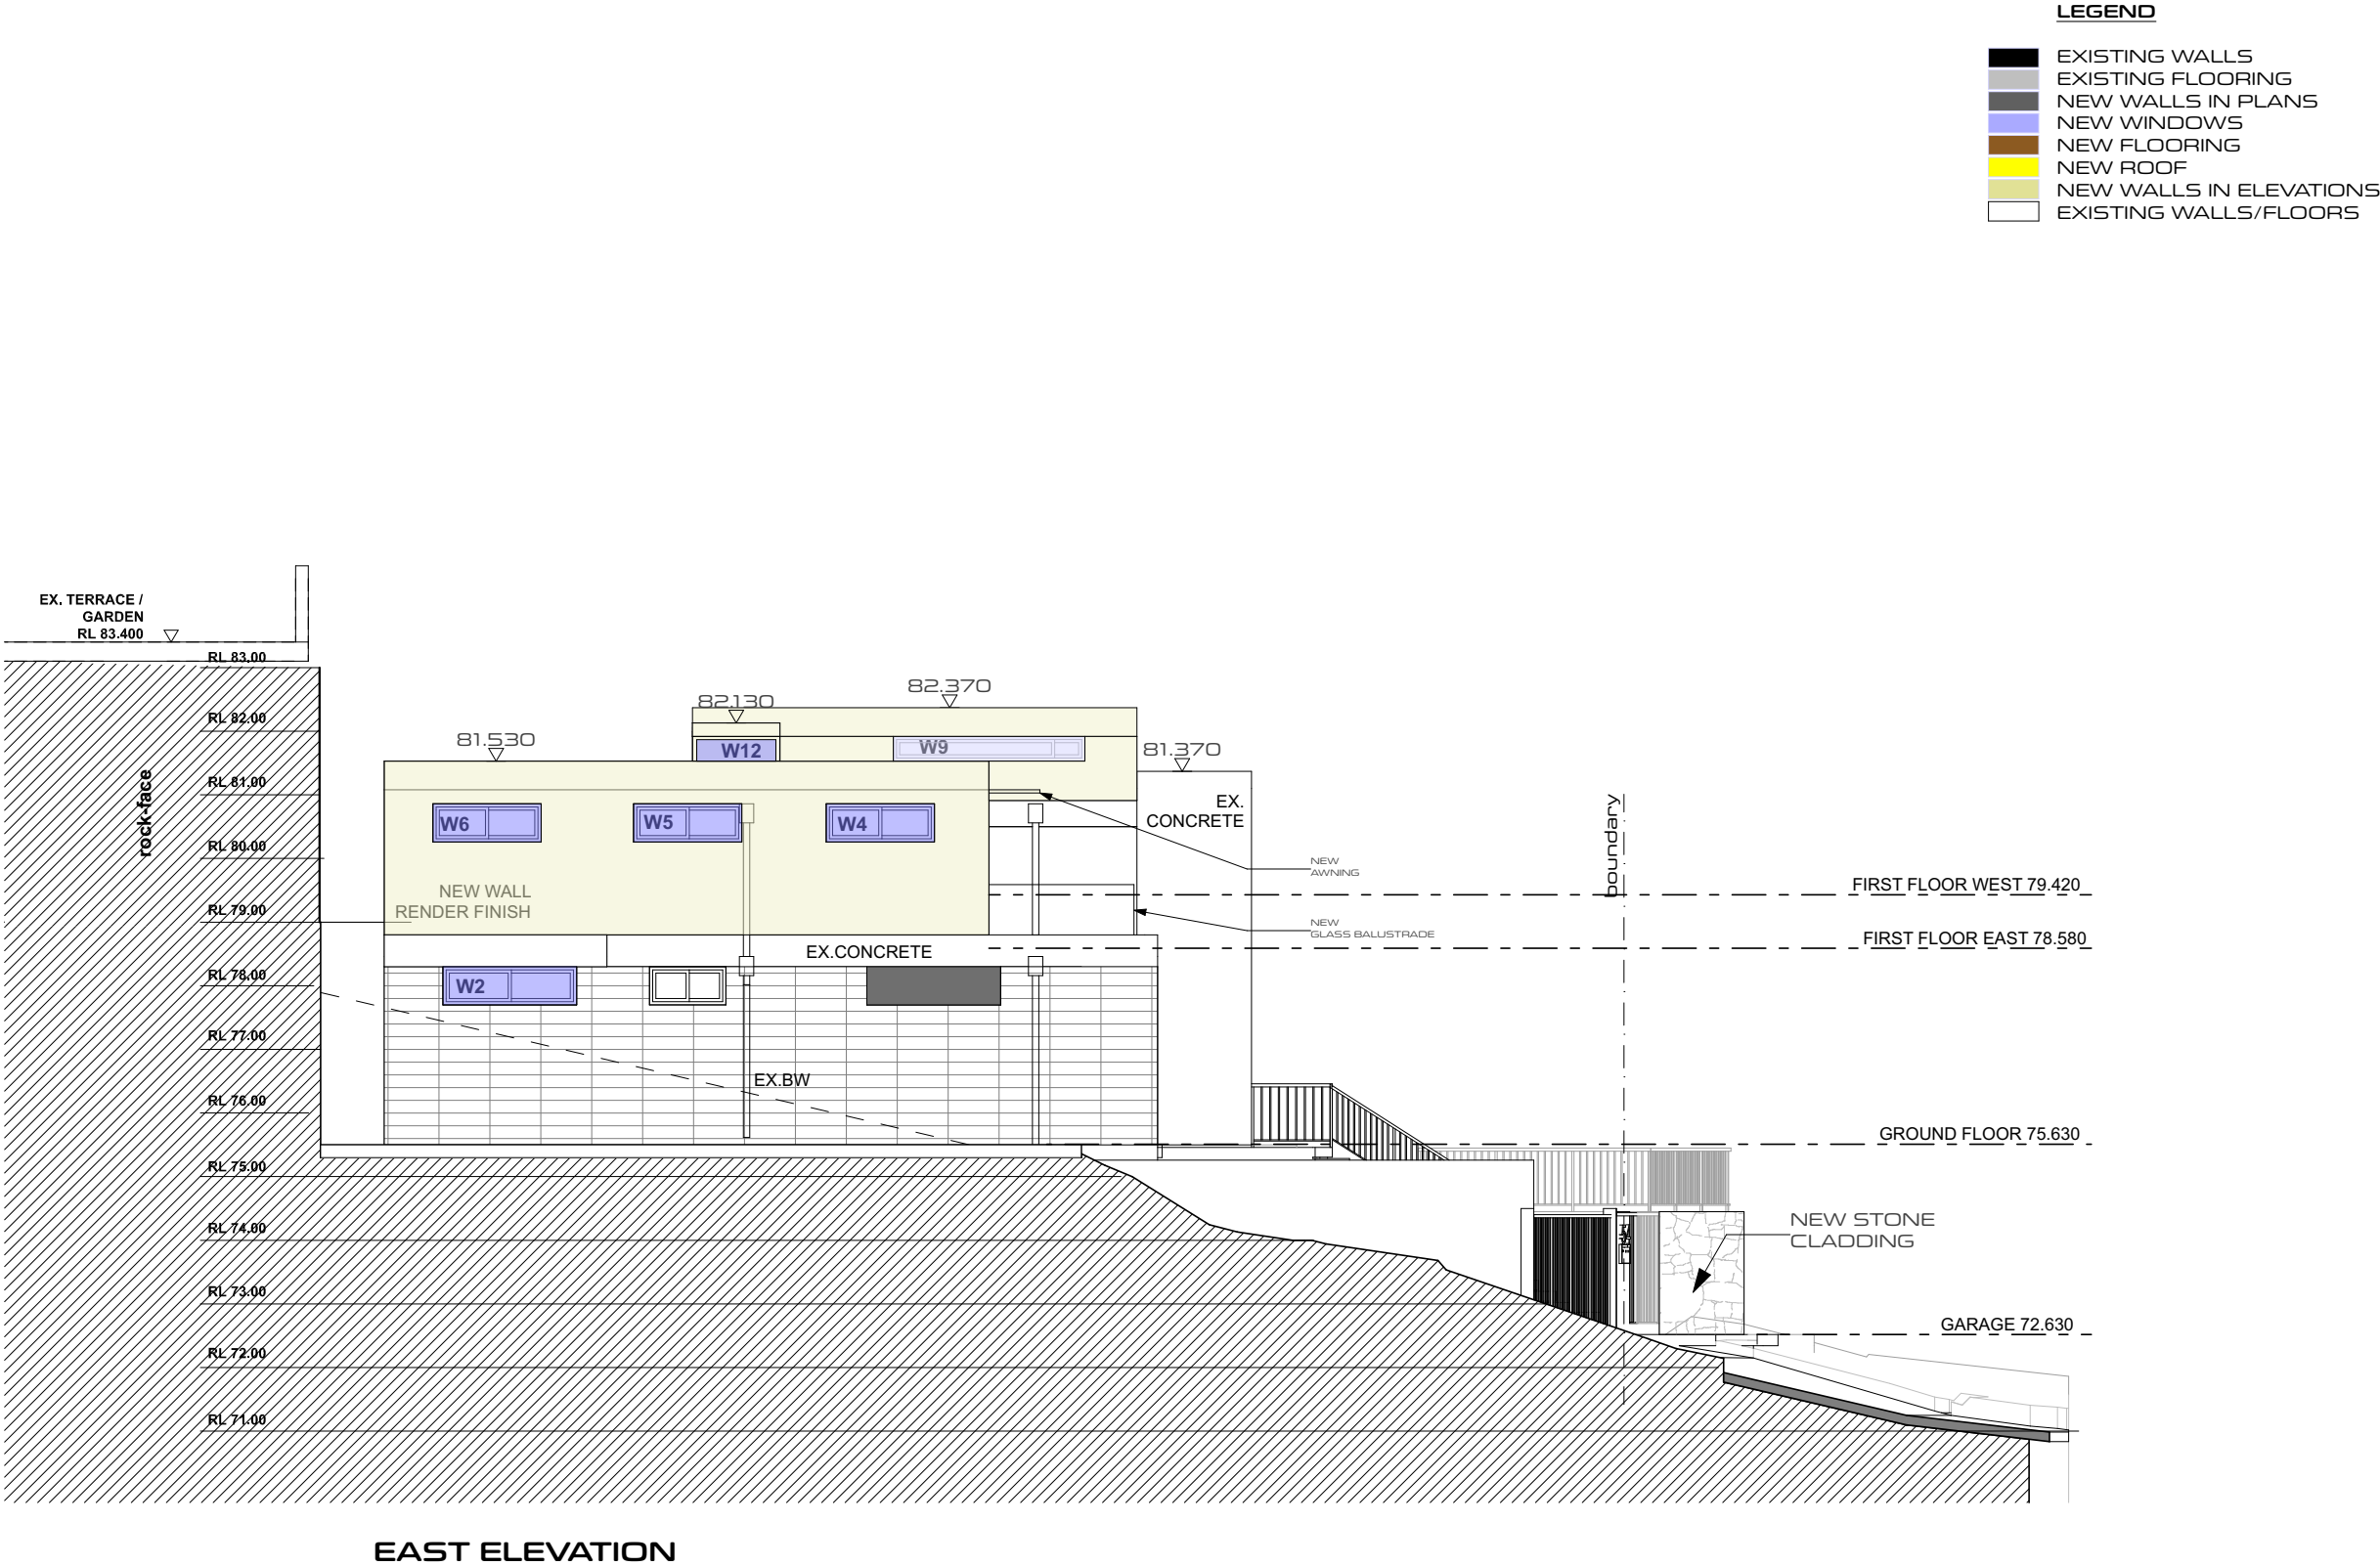 LEGEND
EXISTING WALLS
EXISTING FLOORING
NEW WALLS IN PLANS
NEW WINDOWS
NEW FLOORING
NEW ROOF
NEW WALLS IN ELEVATIONS
EXISTING WALLS/FLOORS
EX. TERRACE /
GARDEN
RL 83.400
RL 83.00
RL 82.00
RL 81.00
RL 80.00
RL 79.00
RL 78.00
RL 77.00
RL 76.00
RL 75.00
RL 74.00
RL 73.00
RL 72.00
RL 71.00
rock-face
81.530
82.130
82.370
81.370
W12
W9
W6
W5
W4
EX.
CONCRETE
NEW WALL
RENDER FINISH
EX.CONCRETE
W2
EX.BW
NEW
AWNING
NEW
GLASS BALUSTRADE
boundary
FIRST FLOOR WEST 79.420
FIRST FLOOR EAST 78.580
GROUND FLOOR 75.630
NEW STONE
CLADDING
GARAGE 72.630
EAST ELEVATION